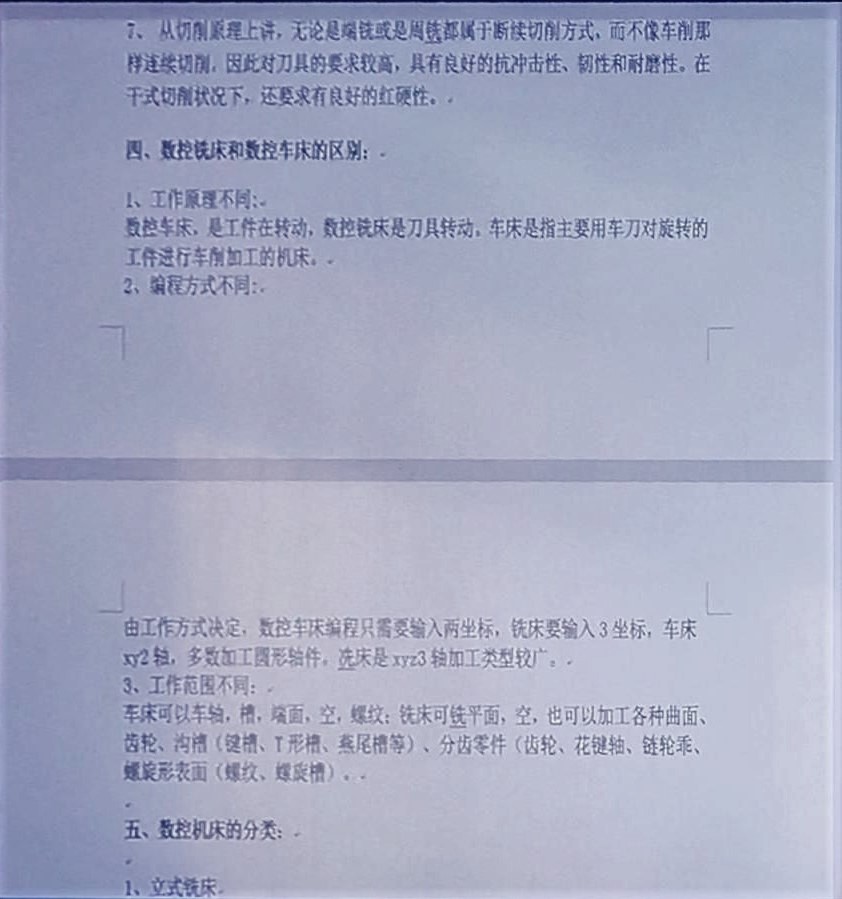 7、 从切削原理上讲，无论是端铣或是周铣都属于断续切削方式，而不像车削那
样连续切削，因此对刀具的要求较高，具有良好的抗冲击性、韧性和耐磨性。在
干式切削状况下，还要求有良好的红硬性。
四、数控铣床和数控车床的区别：
1、工作原理不同:
数控车床，是工件在转动，数控铣床是刀具转动。车床是指主要用车刀对旋转的
工件进行车削加工的机床。
2、编程方式不同:
由工作方式决定，数控车床编程只需要输入两坐标，铣床要输入 3 坐标，车床
xy2 轴，多数加工圆形轴件。洗床是 xyz3 轴加工类型较广。
3、工作范围不同：
车床可以车轴，槽，端面，空，螺纹；铣床可铣平面，空，也可以加工各种曲面、
齿轮、沟槽（键槽、T 形槽、燕尾槽等）、分齿零件（齿轮、花键轴、链轮乖、
螺旋形表面（螺纹、螺旋槽）。
五、数控机床的分类：
1、立式铣床